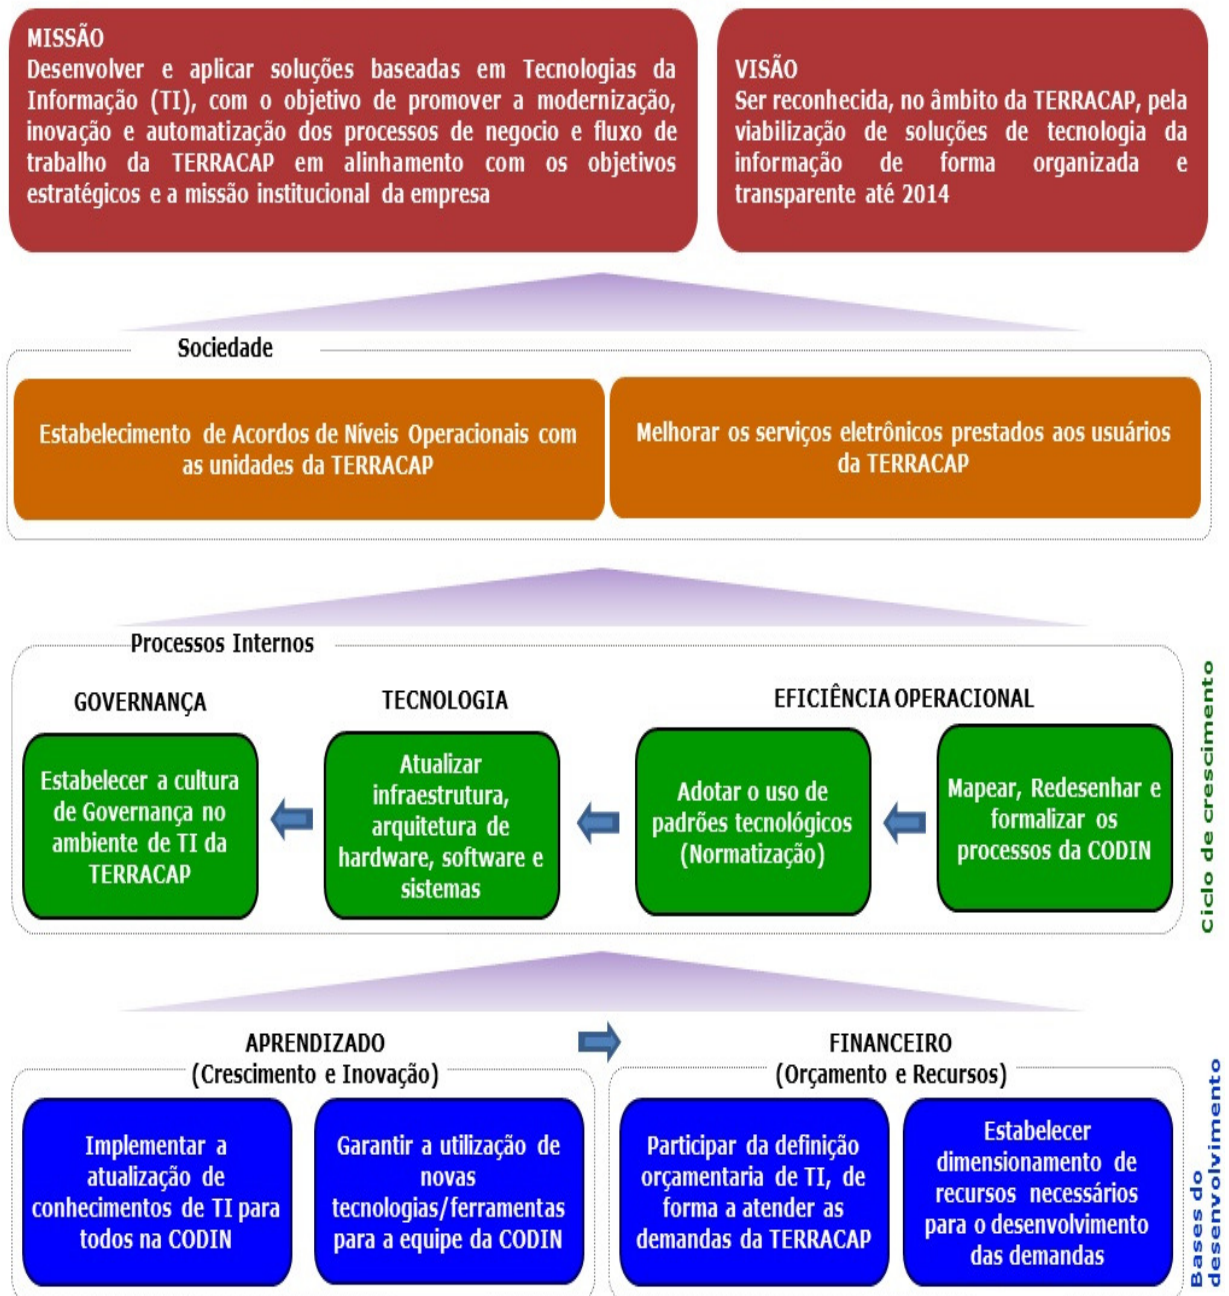 MISSÃO
Desenvolver e aplicar soluções baseadas em Tecnologias da
Informação (TI), com o objetivo de promover a modernização,
inovação e automatização dos processos de negocio e fluxo de
trabalho da TERRACAP em alinhamento com os objetivos
estratégicos e a missão institucional da empresa
VISÃO
Ser reconhecida, no âmbito da TERRACAP, pela
viabilização de soluções de tecnologia da
informação de forma organizada e
transparente até 2014
Sociedade
Estabelecimento de Acordos de Níveis Operacionais com
as unidades da TERRACAP
Melhorar os serviços eletrônicos prestados aos usuários
da TERRACAP
Processos Internos
GOVERNANÇA
Estabelecer a cultura
de Governança no
ambiente de TI da
TERRACAP
TECNOLOGIA
Atualizar
infraestrutura,
arquitetura de
hardware, software e
sistemas
EFICIÊNCIA OPERACIONAL
Adotar o uso de
padrões tecnológicos
(Normatização)
Mapear, Redesenhar e
formalizar os
processos da CODIN
Ciclo de crescimento
APRENDIZADO
(Crescimento e Inovação)
Implementar a
atualização de
conhecimentos de TI para
todos na CODIN
Garantir a utilização de
novas
tecnologias/ferramentas
para a equipe da CODIN
FINANCEIRO
(Orçamento e Recursos)
Participar da definição
orçamentaria de TI, de
forma a atender as
demandas da TERRACAP
Estabelecer
dimensionamento de
recursos necessários
para o desenvolvimento
das demandas
Bases do
desenvolvimento